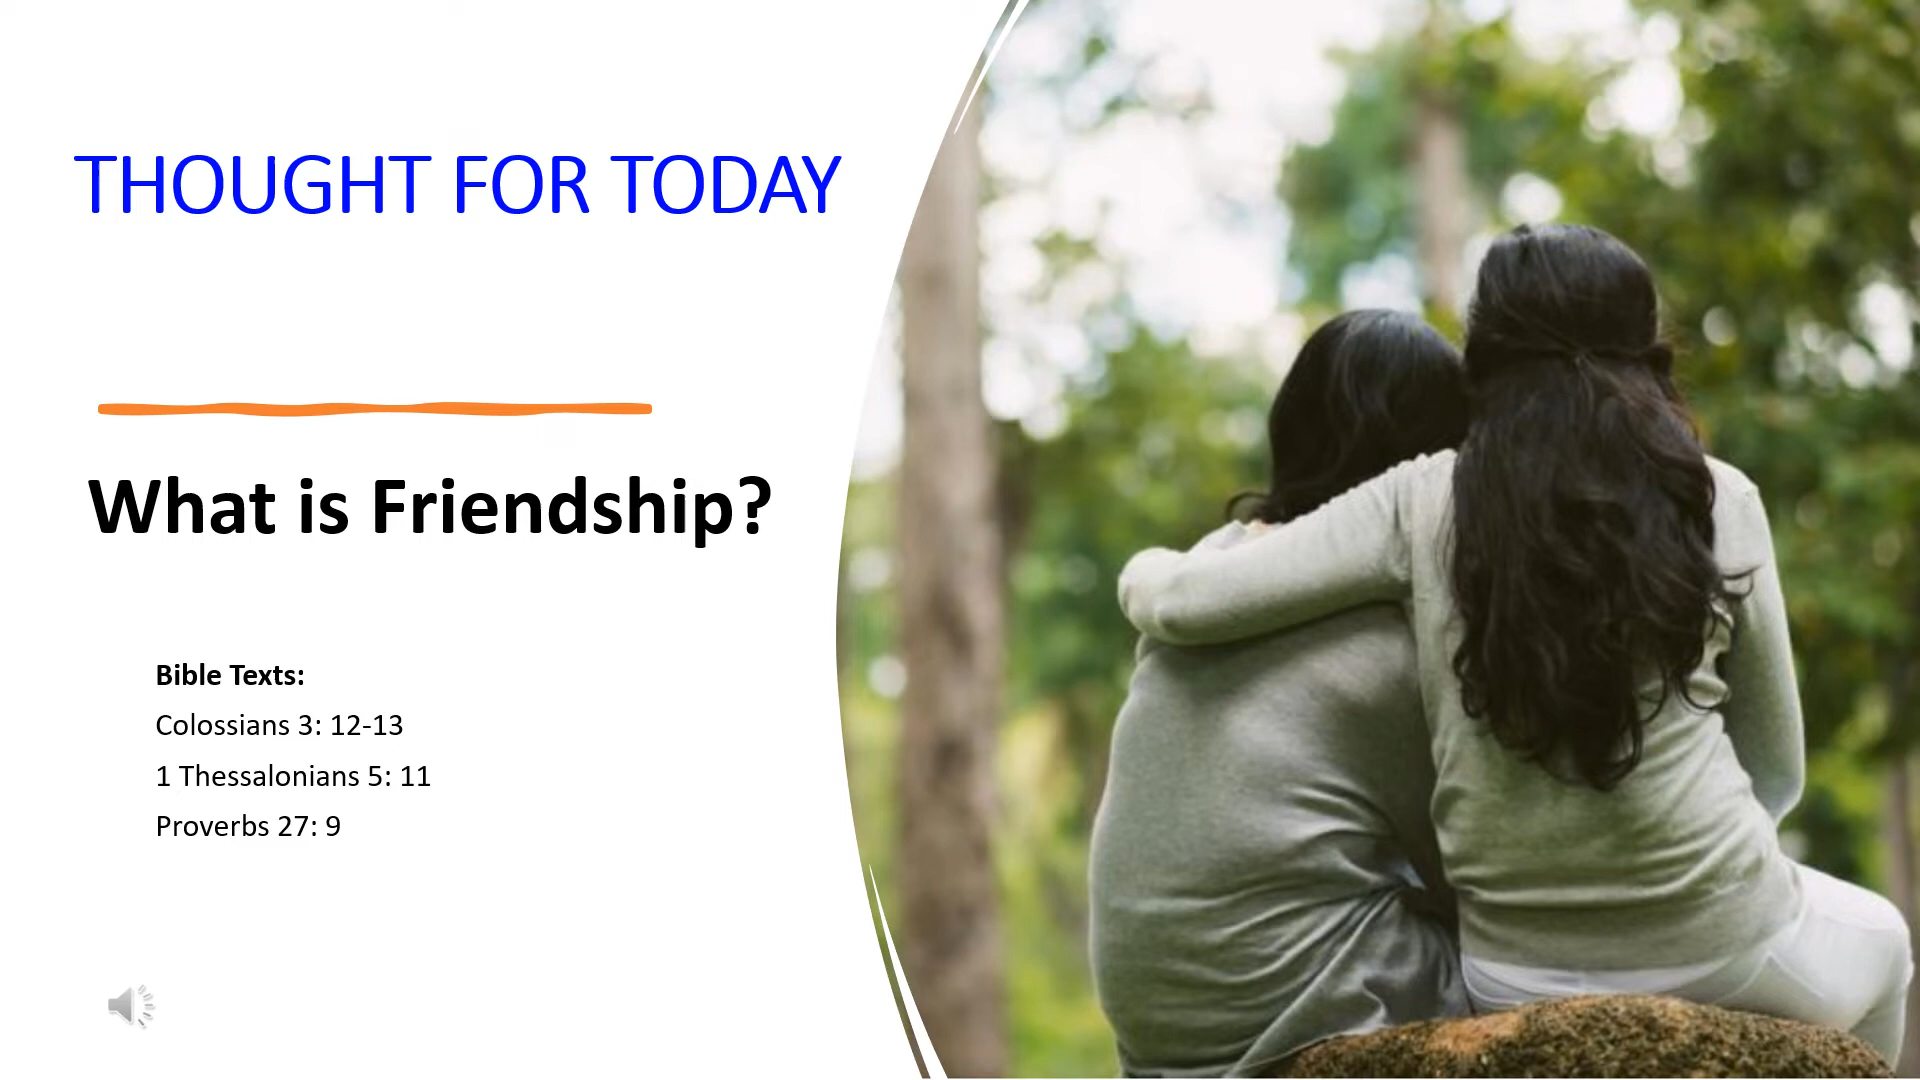 THOUGHT FOR TODAY
What is Friendship?
Bible Texts:
Colossians 3: 12-13
1 Thessalonians 5: 11
Proverbs 27: 9